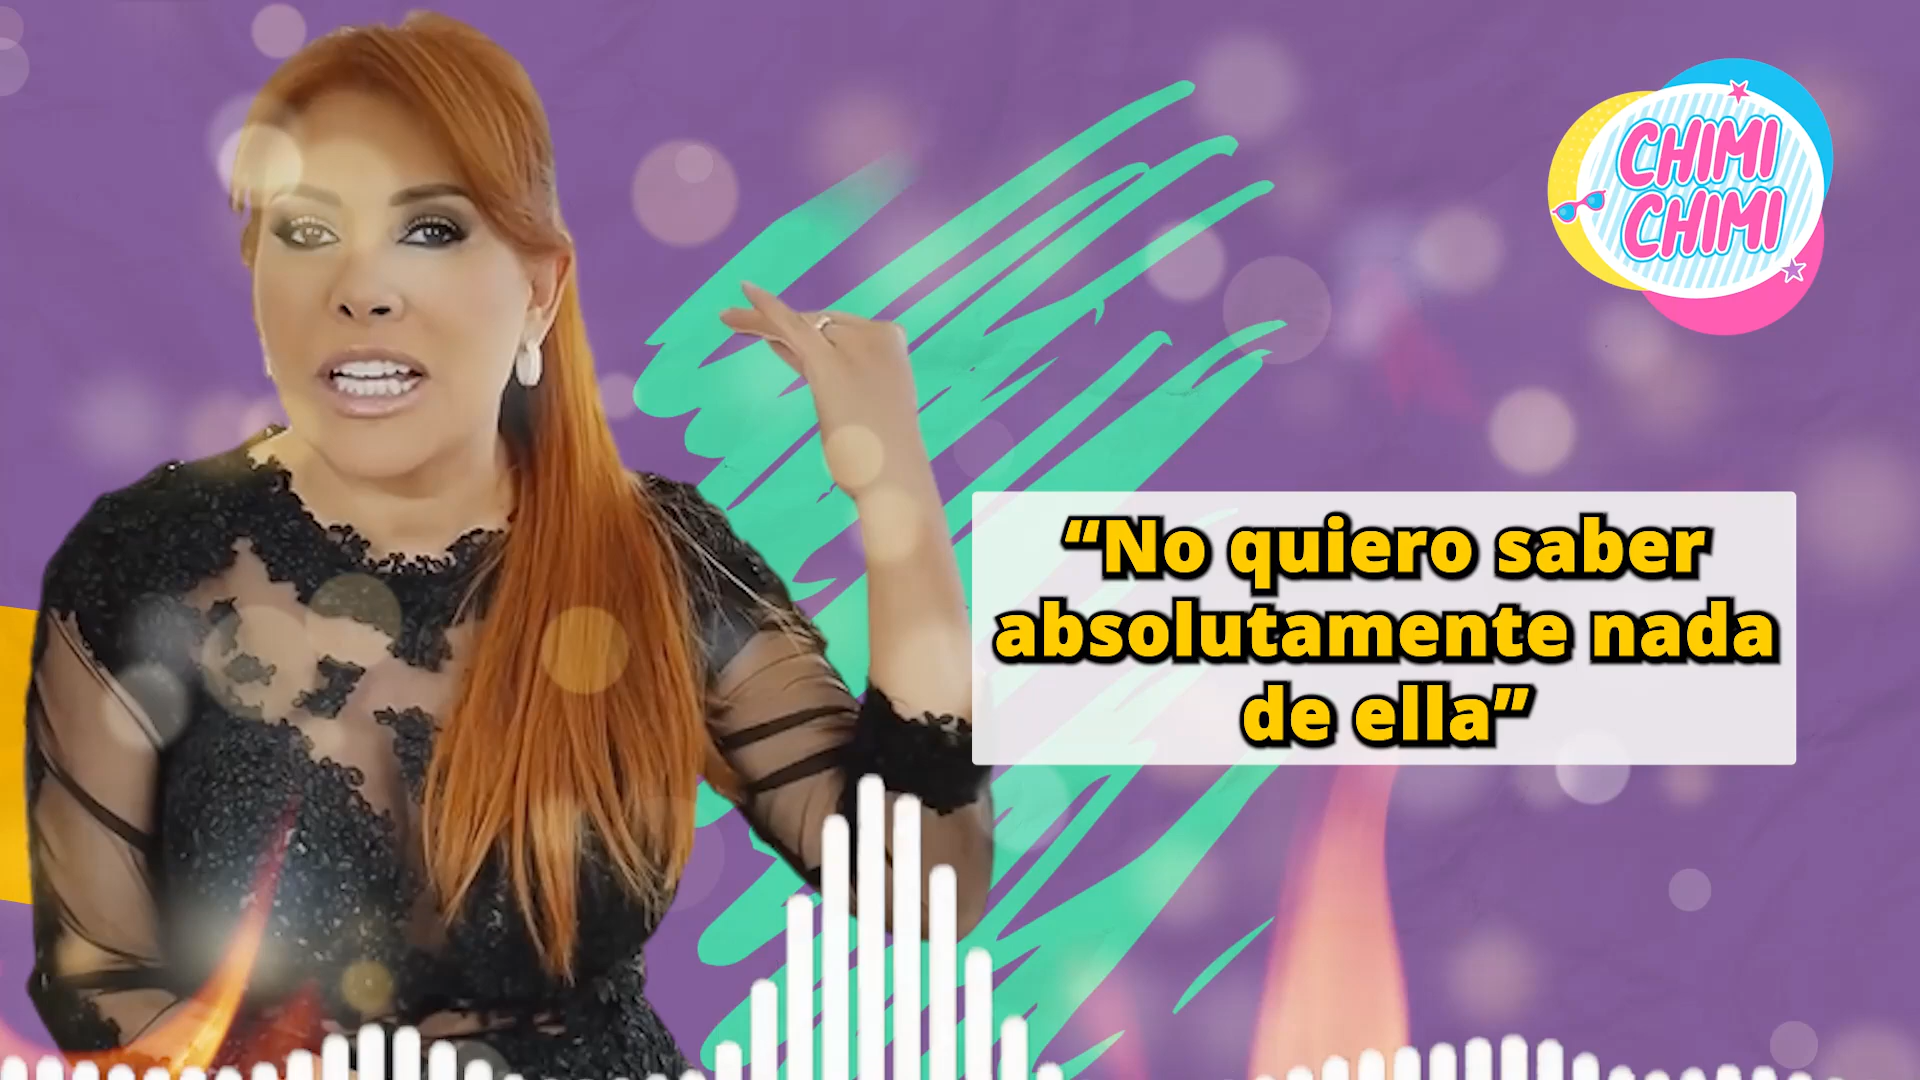 CHIMI
CHIMI
“No quiero saber
absolutamente nada
de ella”